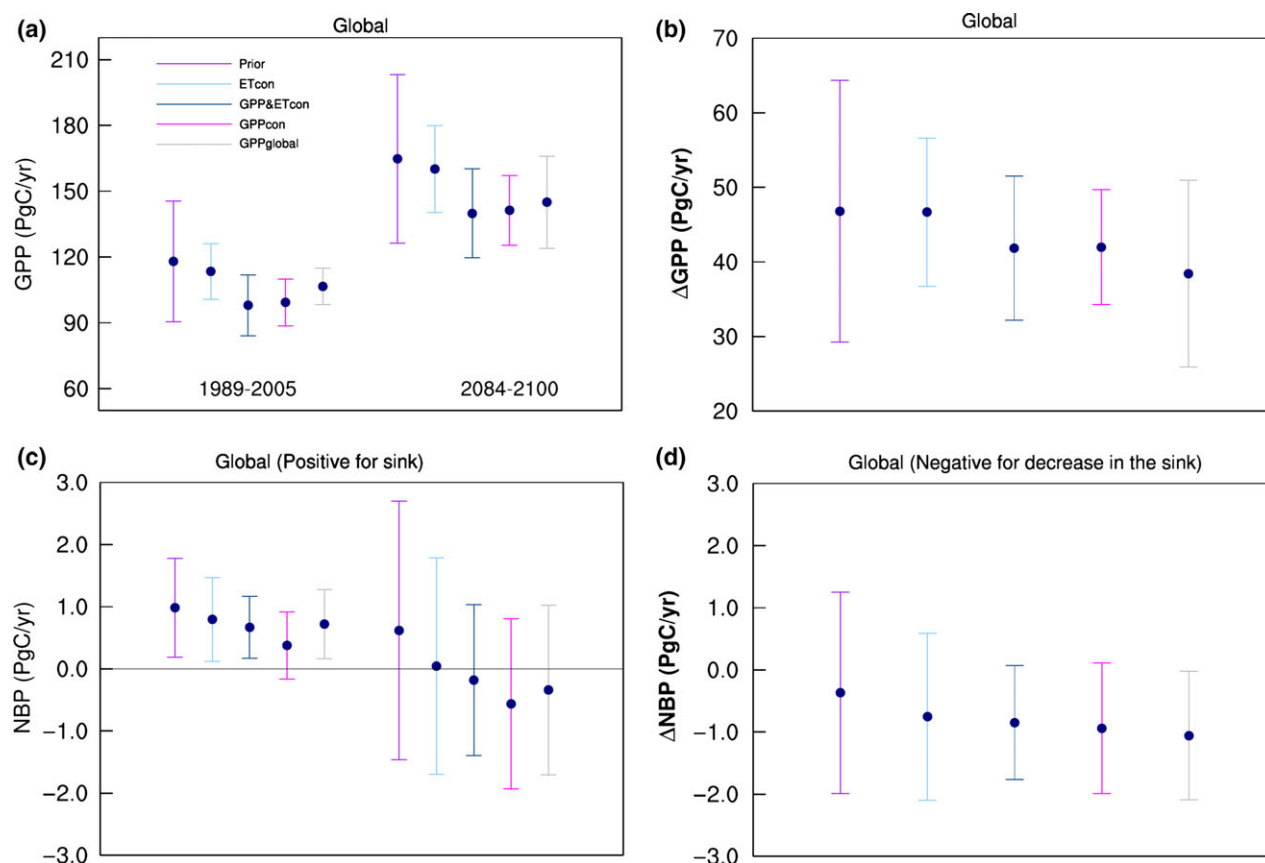 (a)
Global
GPP (PgC/yr)
210
180
150
120
90
60
Prior
ETcon
GPP&ETcon
GPPcon
GPPglobal
1989-2005
2084-2100
(b)
Global
ΔGPP (PgC/yr)
70
60
50
40
30
20
(c)
Global (Positive for sink)
NBP (PgC/yr)
3.0
2.0
1.0
0.0
−1.0
−2.0
−3.0
(d)
Global (Negative for decrease in the sink)
ΔNBP (PgC/yr)
3.0
2.0
1.0
0.0
−1.0
−2.0
−3.0